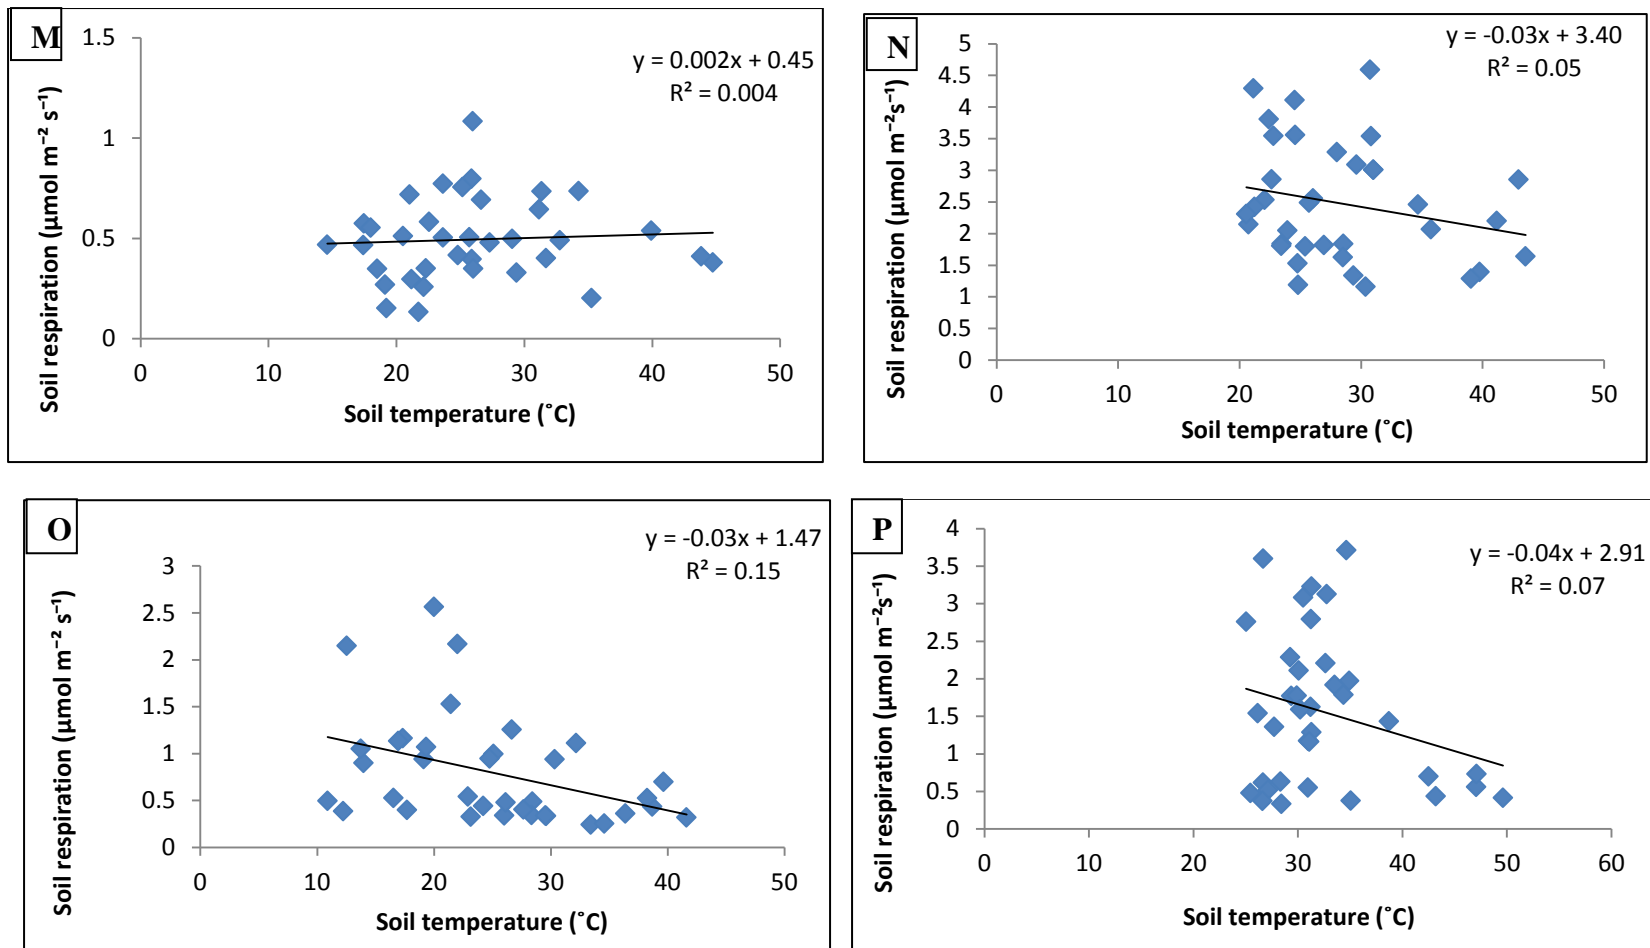 M
y = 0.002x + 0.45
R² = 0.004
Soil respiration (µmol m⁻² s⁻¹)
1.5
1
0.5
0
0 10 20 30 40 50
Soil temperature (˚C)
N
y = -0.03x + 3.40
R² = 0.05
Soil respiration (µmol m⁻²s⁻¹)
5
4.5
4
3.5
3
2.5
2
1.5
1
0.5
0
0 10 20 30 40 50
Soil temperature (˚C)
O
y = -0.03x + 1.47
R² = 0.15
Soil respiration (µmol m⁻² s⁻¹)
3
2.5
2
1.5
1
0.5
0
0 10 20 30 40 50
Soil temperature (˚C)
P
y = -0.04x + 2.91
R² = 0.07
Soil respiration (µmol m⁻²s⁻¹)
4
3.5
3
2.5
2
1.5
1
0.5
0
0 10 20 30 40 50 60
Soil temperature (˚C)